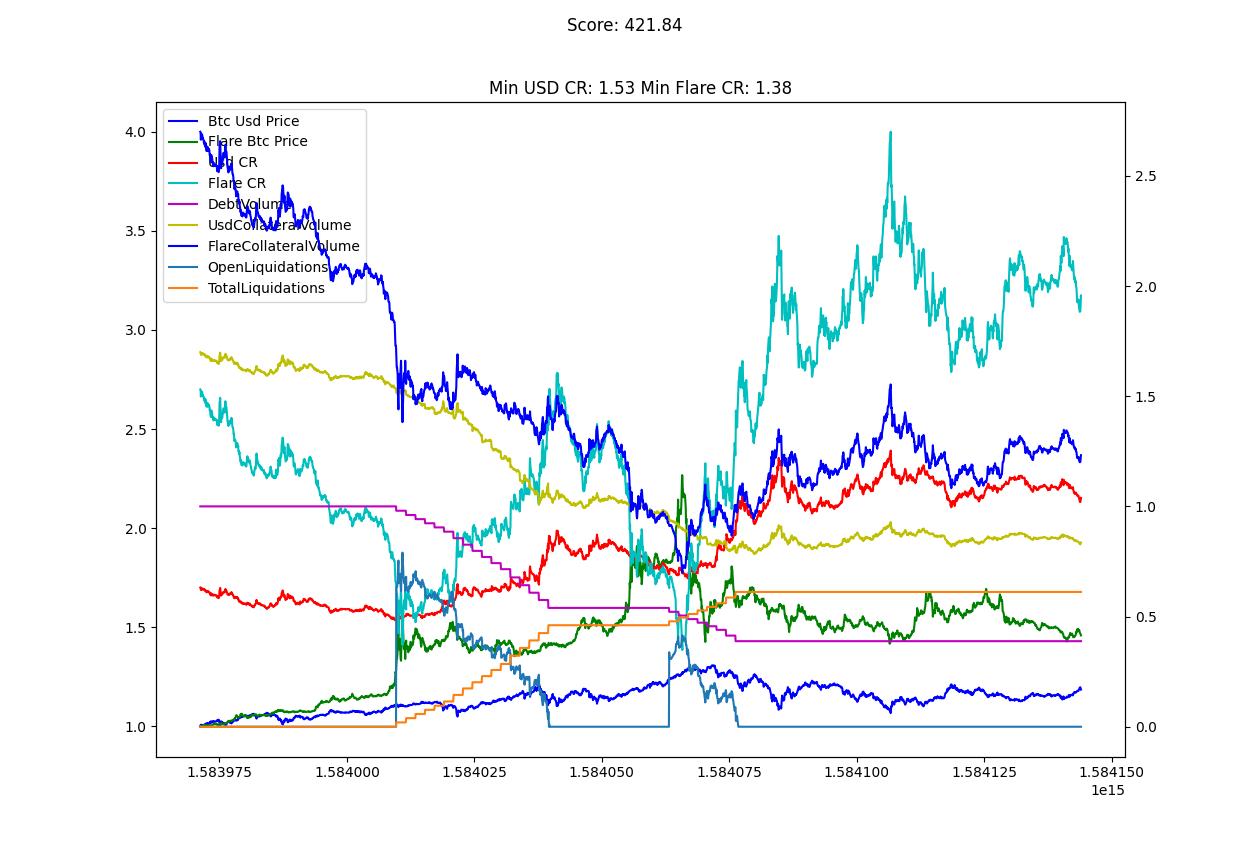 Score: 421.84
Min USD CR: 1.53 Min Flare CR: 1.38
Btc Usd Price
Flare Btc Price
Usd CR
Flare CR
DebtVolume
UsdCollateralVolume
FlareCollateralVolume
OpenLiquidations
TotalLiquidations
4.0
3.5
3.0
2.5
2.0
1.5
1.0
2.5
2.0
1.5
1.0
0.5
0.0
1.583975
1.584000
1.584025
1.584050
1.584075
1.584100
1.584125
1.584150
1e15